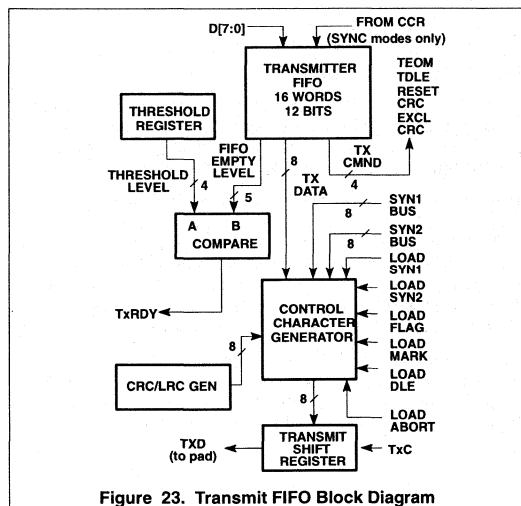 D[7:0]
FROM CCR
(SYNC modes only)
TRANSMITTER
FIFO
16 WORDS
12 BITS
TEOM
TDLE
RESET
CRC
EXCL
CRC
THRESHOLD
REGISTER
THRESHOLD
LEVEL
4
FIFO
EMPTY
LEVEL
5
8
TX
DATA
TX
CMND
4
A B
COMPARE
TxRDY
8
SYN1
BUS
8
SYN2
BUS
LOAD
SYN1
LOAD
SYN2
LOAD
FLAG
LOAD
MARK
LOAD
DLE
LOAD
ABORT
CONTROL
CHARACTER
GENERATOR
8
CRC/LRC GEN
8
TXD
(to pad)
TRANSMIT
SHIFT
REGISTER
TxC
Figure 23. Transmit FIFO Block Diagram